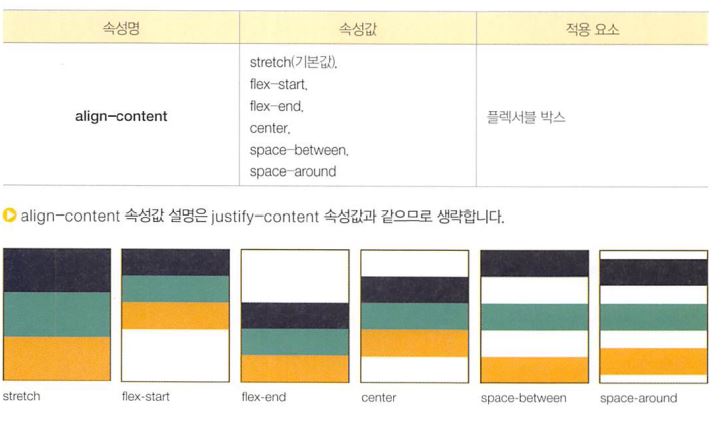 속성명 속성값 적용 요소
align-content
stretch(기본값),
flex-start,
flex-end,
center,
space-between,
space-around
플렉서블 박스
align-content 속성값 설명은 justify-content 속성값과 같으므로 생략합니다.
stretch flex-start flex-end center space-between space-around